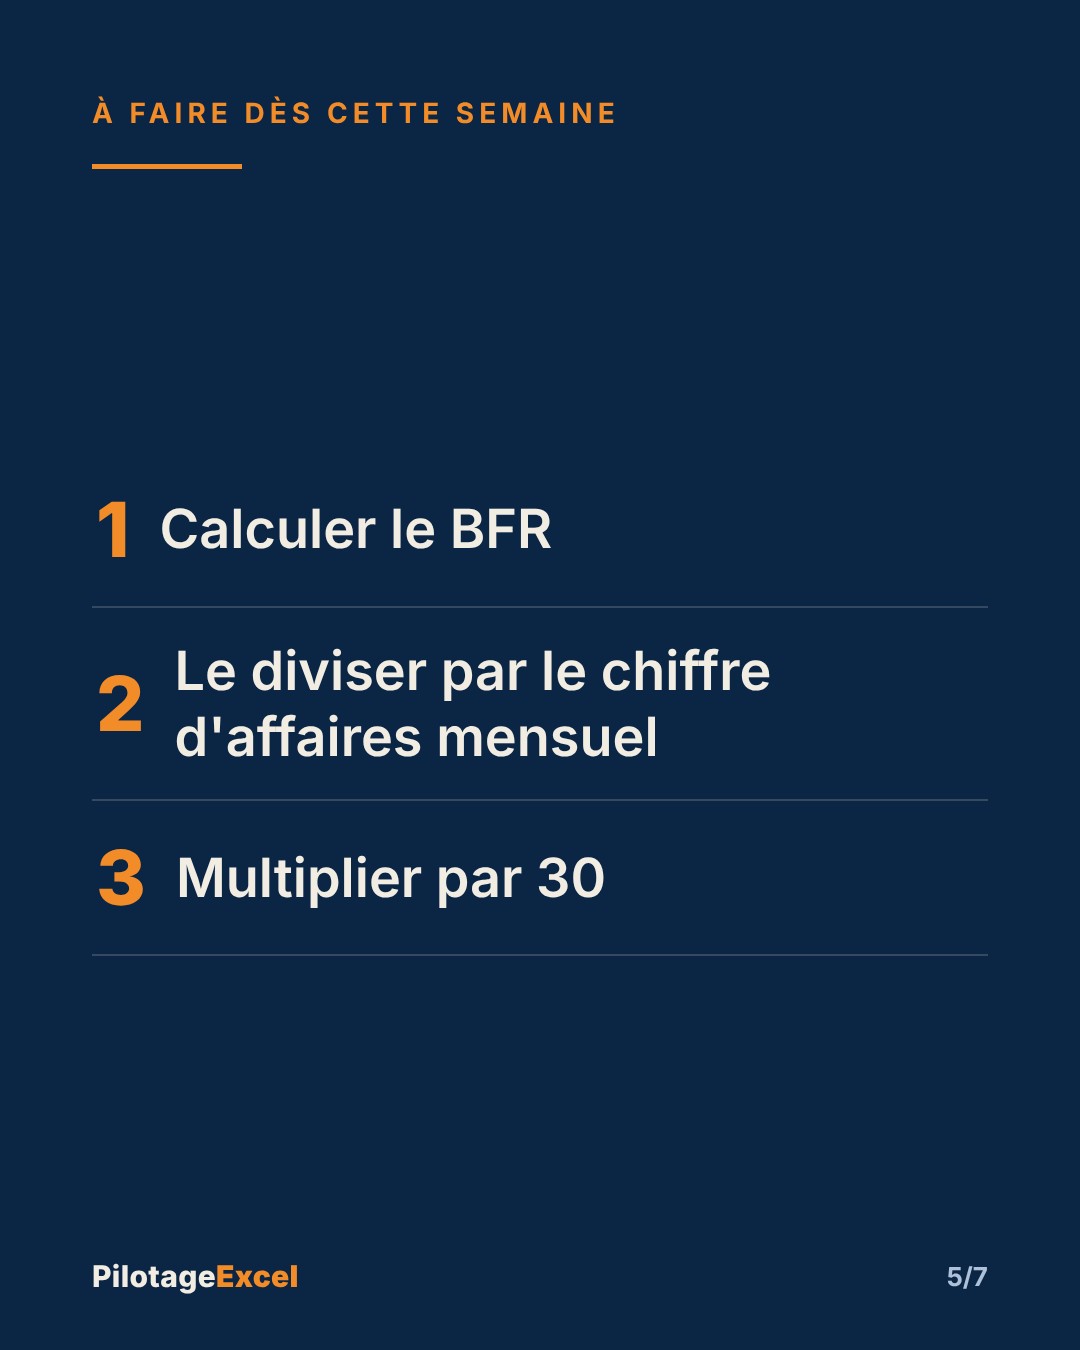 À FAIRE DÈS CETTE SEMAINE
1 Calculer le BFR
2 Le diviser par le chiffre
d'affaires mensuel
3 Multiplier par 30
PilotageExcel
5/7